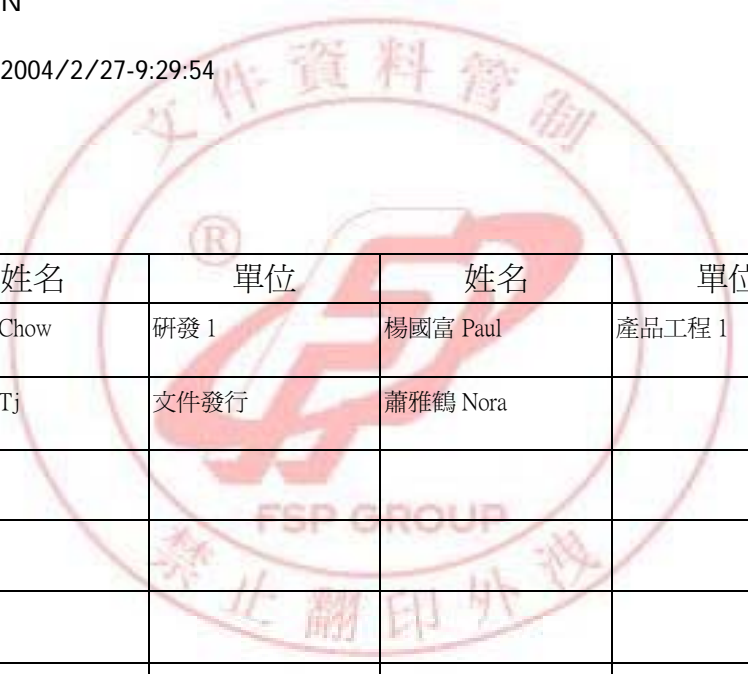 N
2004/2/27-9:29:54
文件資料管制
®
姓名 單位 姓名 單位
Chow 研發 1 楊國富 Paul 產品工程 1
Tj 文件發行 蕭雅鶴 Nora
FSP GROUP
禁止翻印外洩